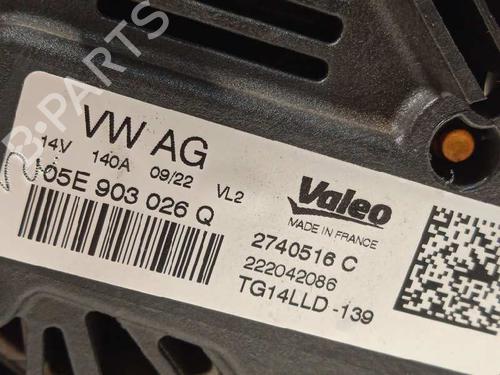 VW AG
14V 140A 09/22 VL2
05E 903 026 Q
Valeo
MADE IN FRANCE
2740516 C
222042086
TG14LLD -139
B-PARTS